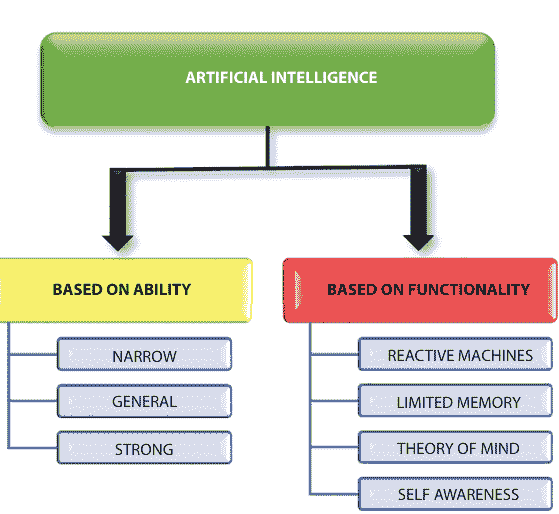 ARTIFICIAL INTELLIGENCE
BASED ON ABILITY
NARROW
GENERAL
STRONG
BASED ON FUNCTIONALITY
REACTIVE MACHINES
LIMITED MEMORY
THEORY OF MIND
SELF AWARENESS